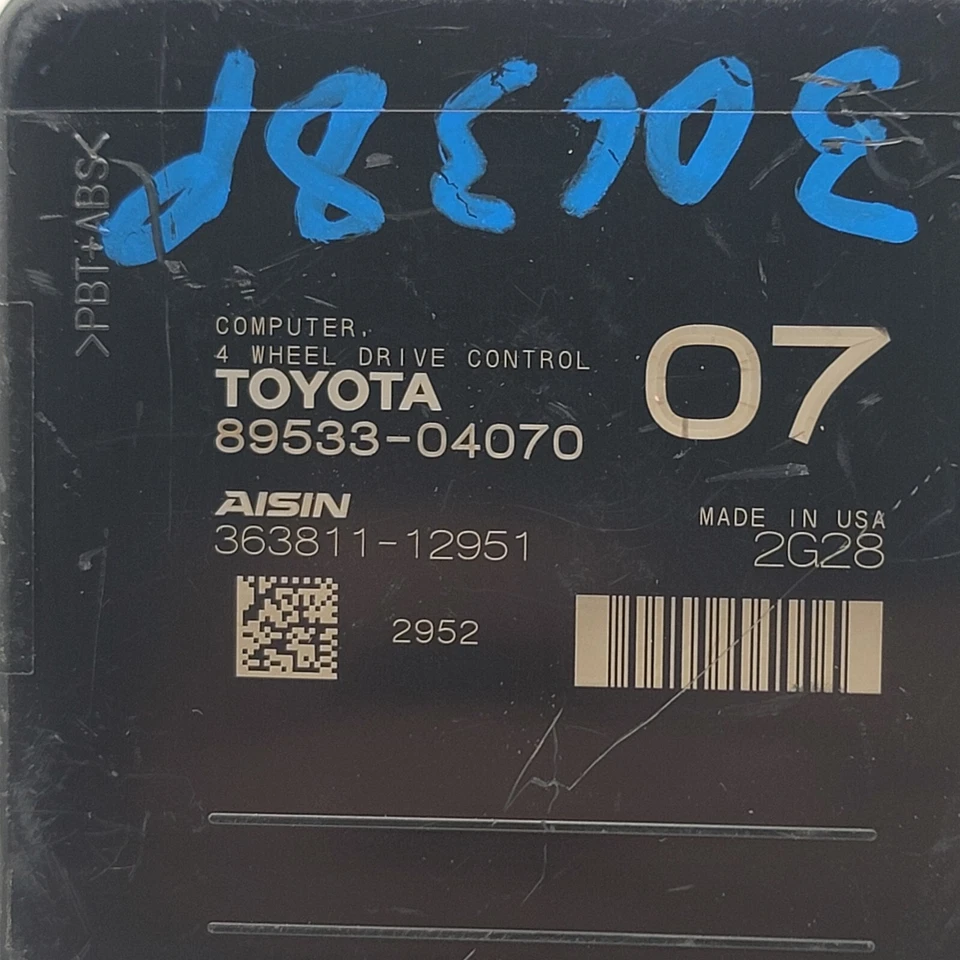 >PBT+ABS<
COMPUTER,
4 WHEEL DRIVE CONTROL
TOYOTA
89533-04070
07
AISIN
363811-12951
MADE IN USA
2G28
2952